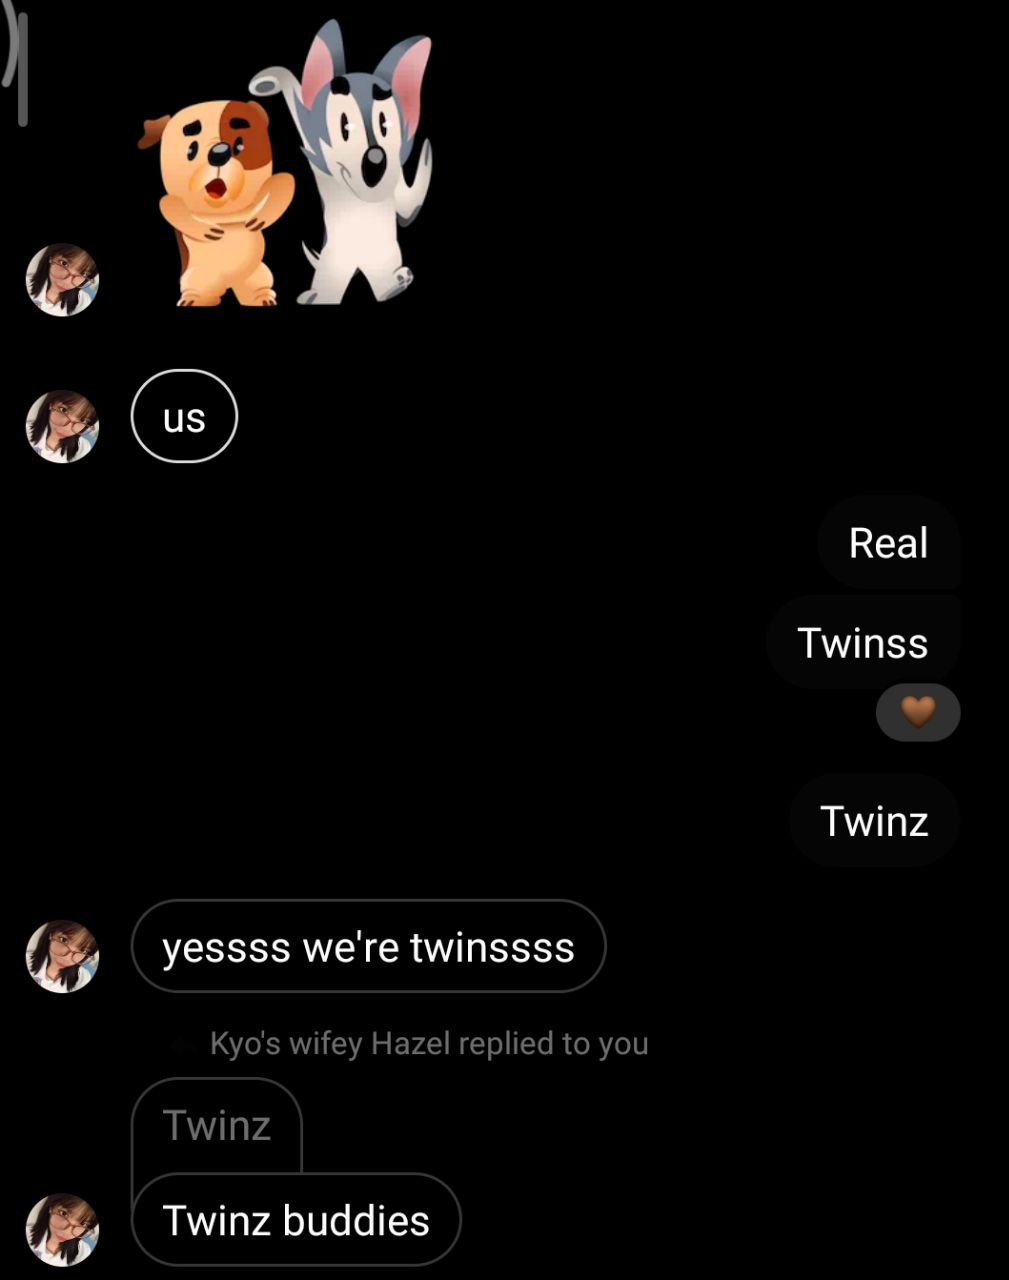 us
Real
Twinss
Twinz
yessss we're twinssss
Kyo's wifey Hazel replied to you
Twinz
Twinz buddies